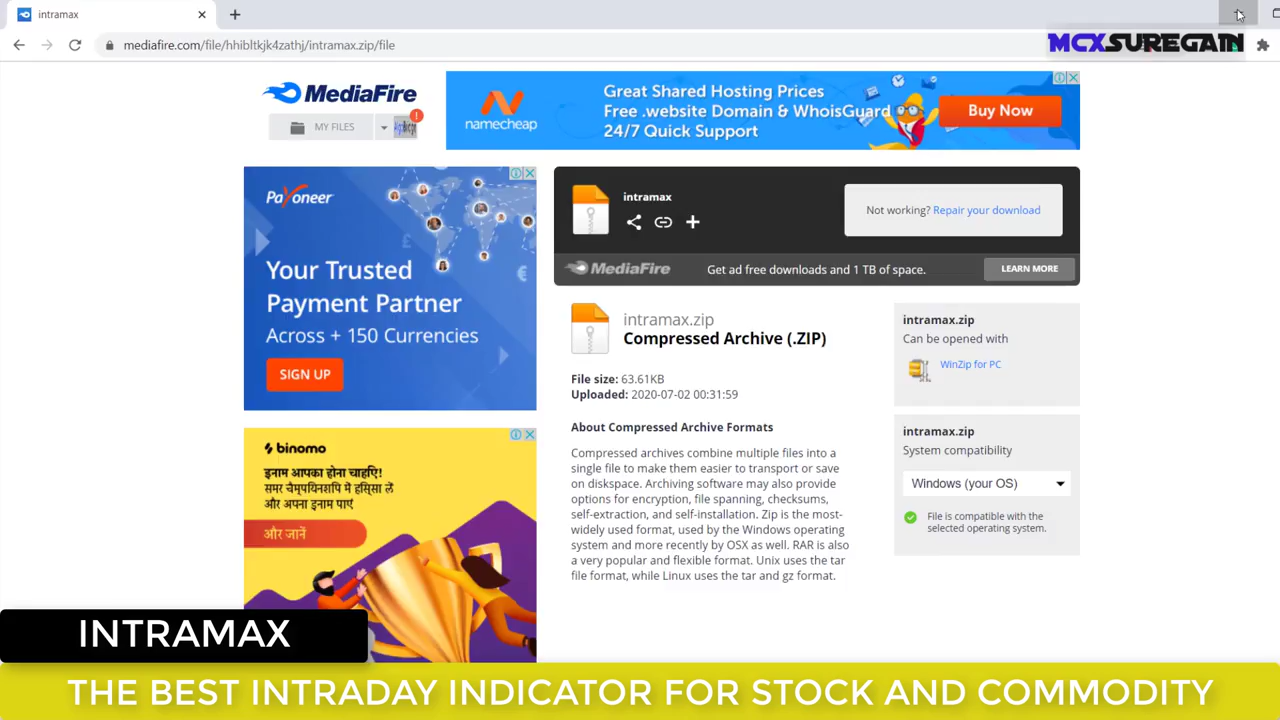 intramax
mediafire.com/file/hhibltkjk4zathj/intramax.zip/file
MCXSUREGAIN
MediaFire
MY FILES
!
namecheap
Great Shared Hosting Prices
Free .website Domain & WhoisGuard
24/7 Quick Support
Buy Now
Payoneer
Your Trusted
Payment Partner
Across + 150 Currencies
SIGN UP
intramax
Not working? Repair your download
MediaFire
Get ad free downloads and 1 TB of space.
LEARN MORE
intramax.zip
Compressed Archive (.ZIP)
File size: 63.61KB
Uploaded: 2020-07-02 00:31:59
About Compressed Archive Formats
Compressed archives combine multiple files into a
single file to make them easier to transport or save
on diskspace. Archiving software may also provide
options for encryption, file spanning, checksums,
self-extraction, and self-installation. Zip is the most-
widely used format, used by the Windows operating
system and more recently by OSX as well. RAR is also
a very popular and flexible format. Unix uses the tar
file format, while Linux uses the tar and gz format.
intramax.zip
Can be opened with
WinZip for PC
intramax.zip
System compatibility
Windows (your OS)
File is compatible with the
selected operating system.
binomo
इनाम आपका होना चाहिए!
समर चैम्पियनशिप में हिस्सा लें
और अपना इनाम पाएं
और जानें
INTRAMAX
THE BEST INTRADAY INDICATOR FOR STOCK AND COMMODITY